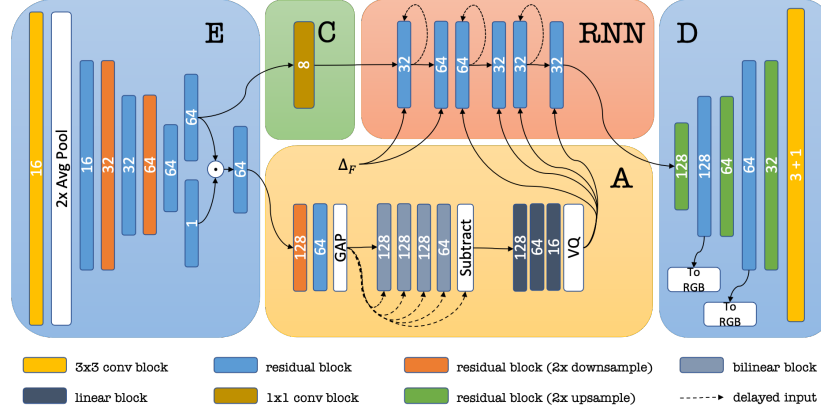 E
C
RNN
D
A
16
2x Avg Pool
16
32
32
64
64
64
1
64
8
32
64
64
32
32
32
Δ_F
128
64
GAP
128
128
128
64
Subtract
128
64
16
VQ
128
128
64
64
32
3 + 1
To
RGB
To
RGB
3x3 conv block
residual block
residual block (2x downsample)
bilinear block
linear block
1x1 conv block
residual block (2x upsample)
delayed input